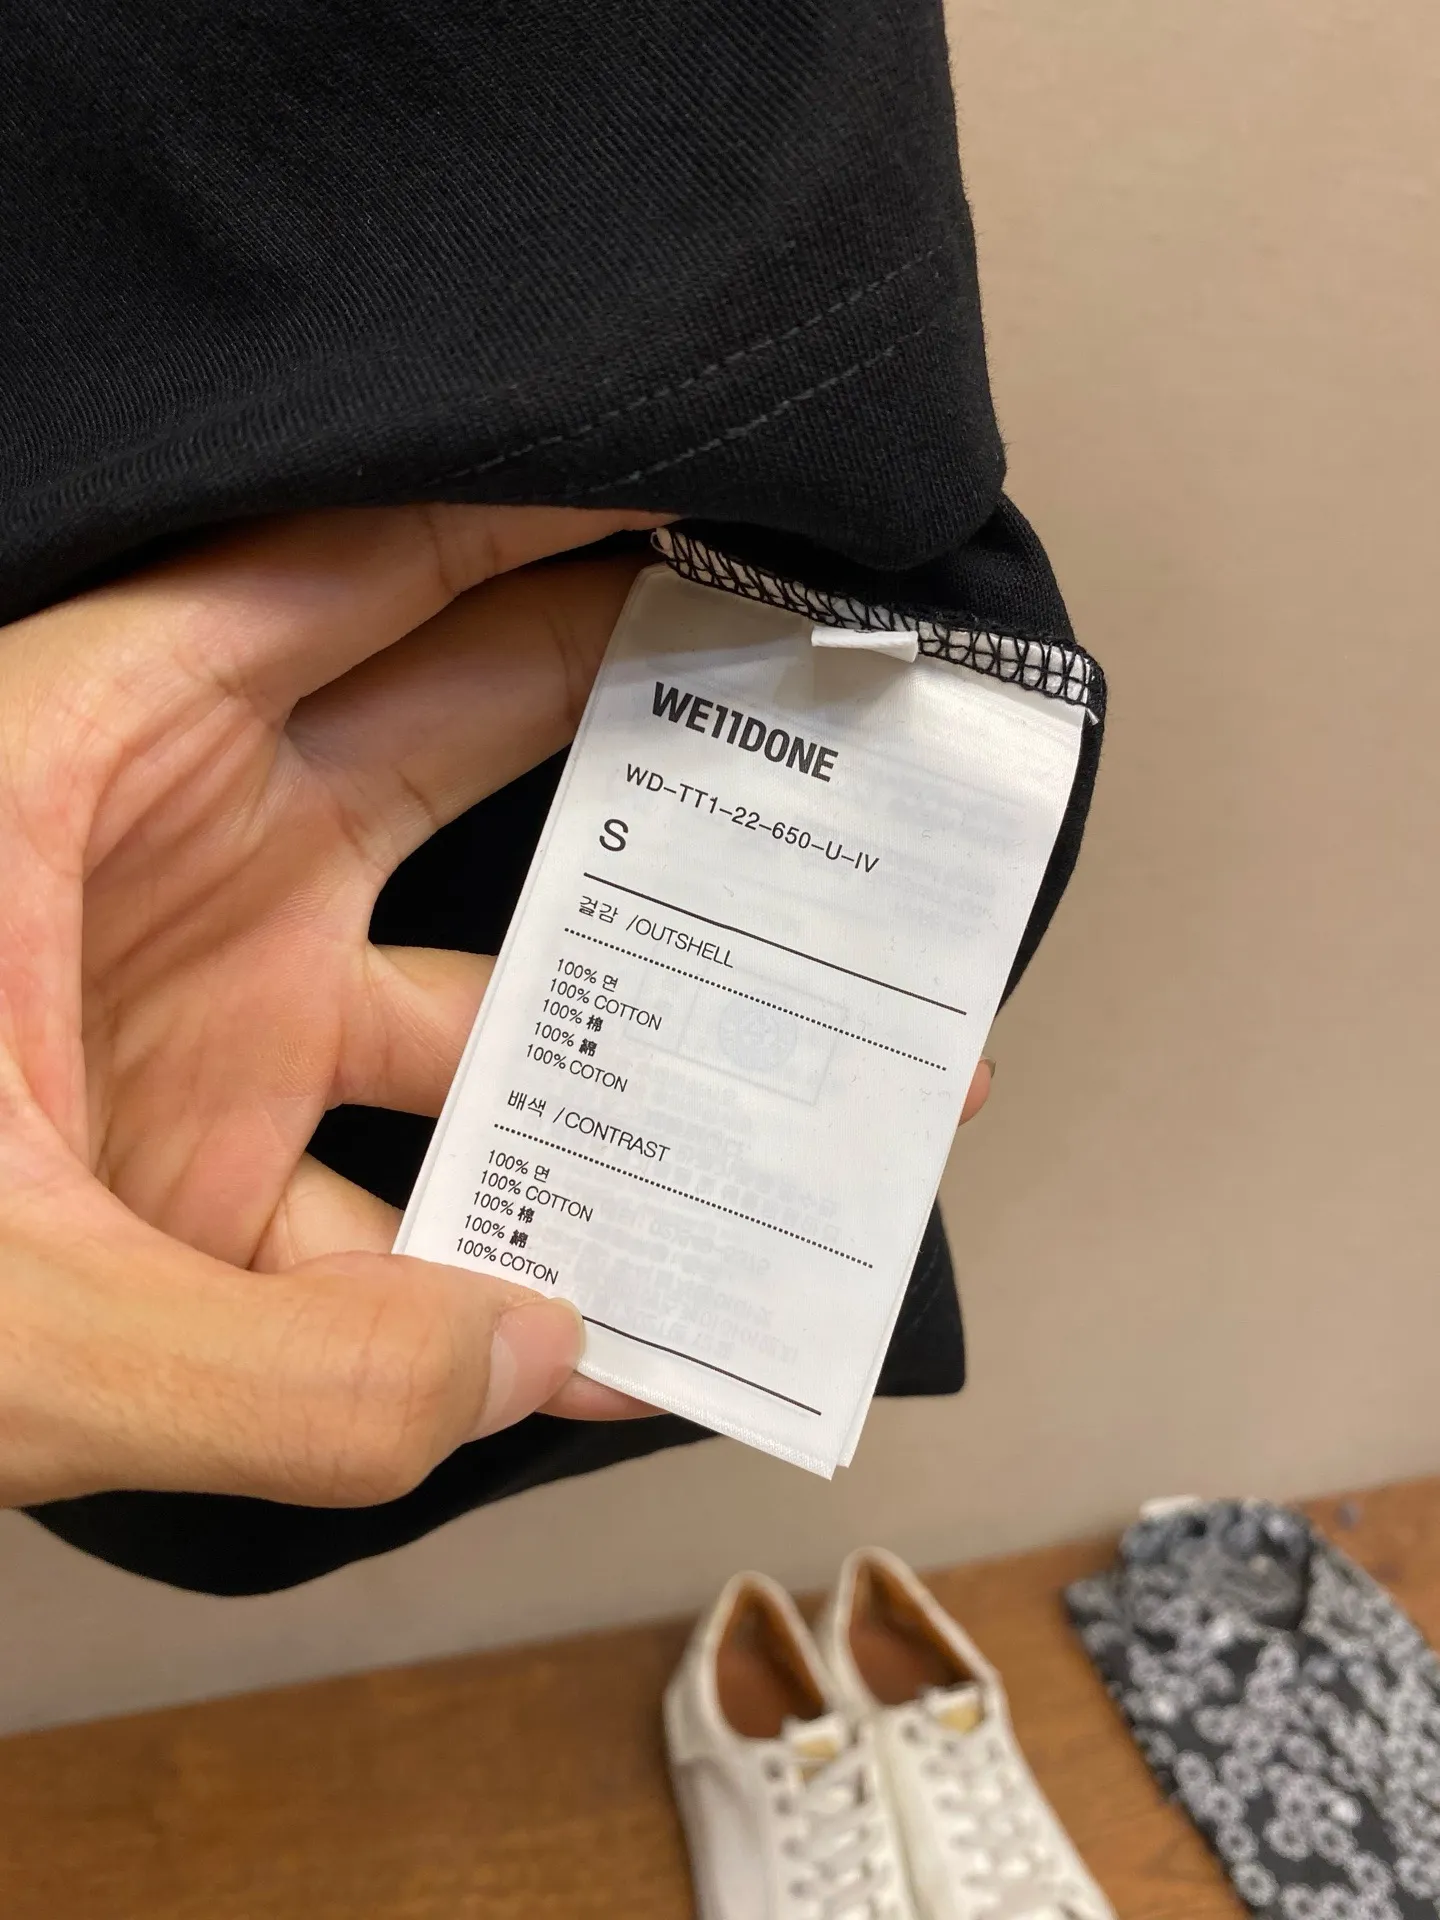 WE11DONE
WD-TT1-22-650-U-IV
S
겉감 /OUTSHELL
100% 면
100% COTTON
100% 棉
100% 綿
100% COTON
배색 /CONTRAST
100% 면
100% COTTON
100% 棉
100% 綿
100% COTON